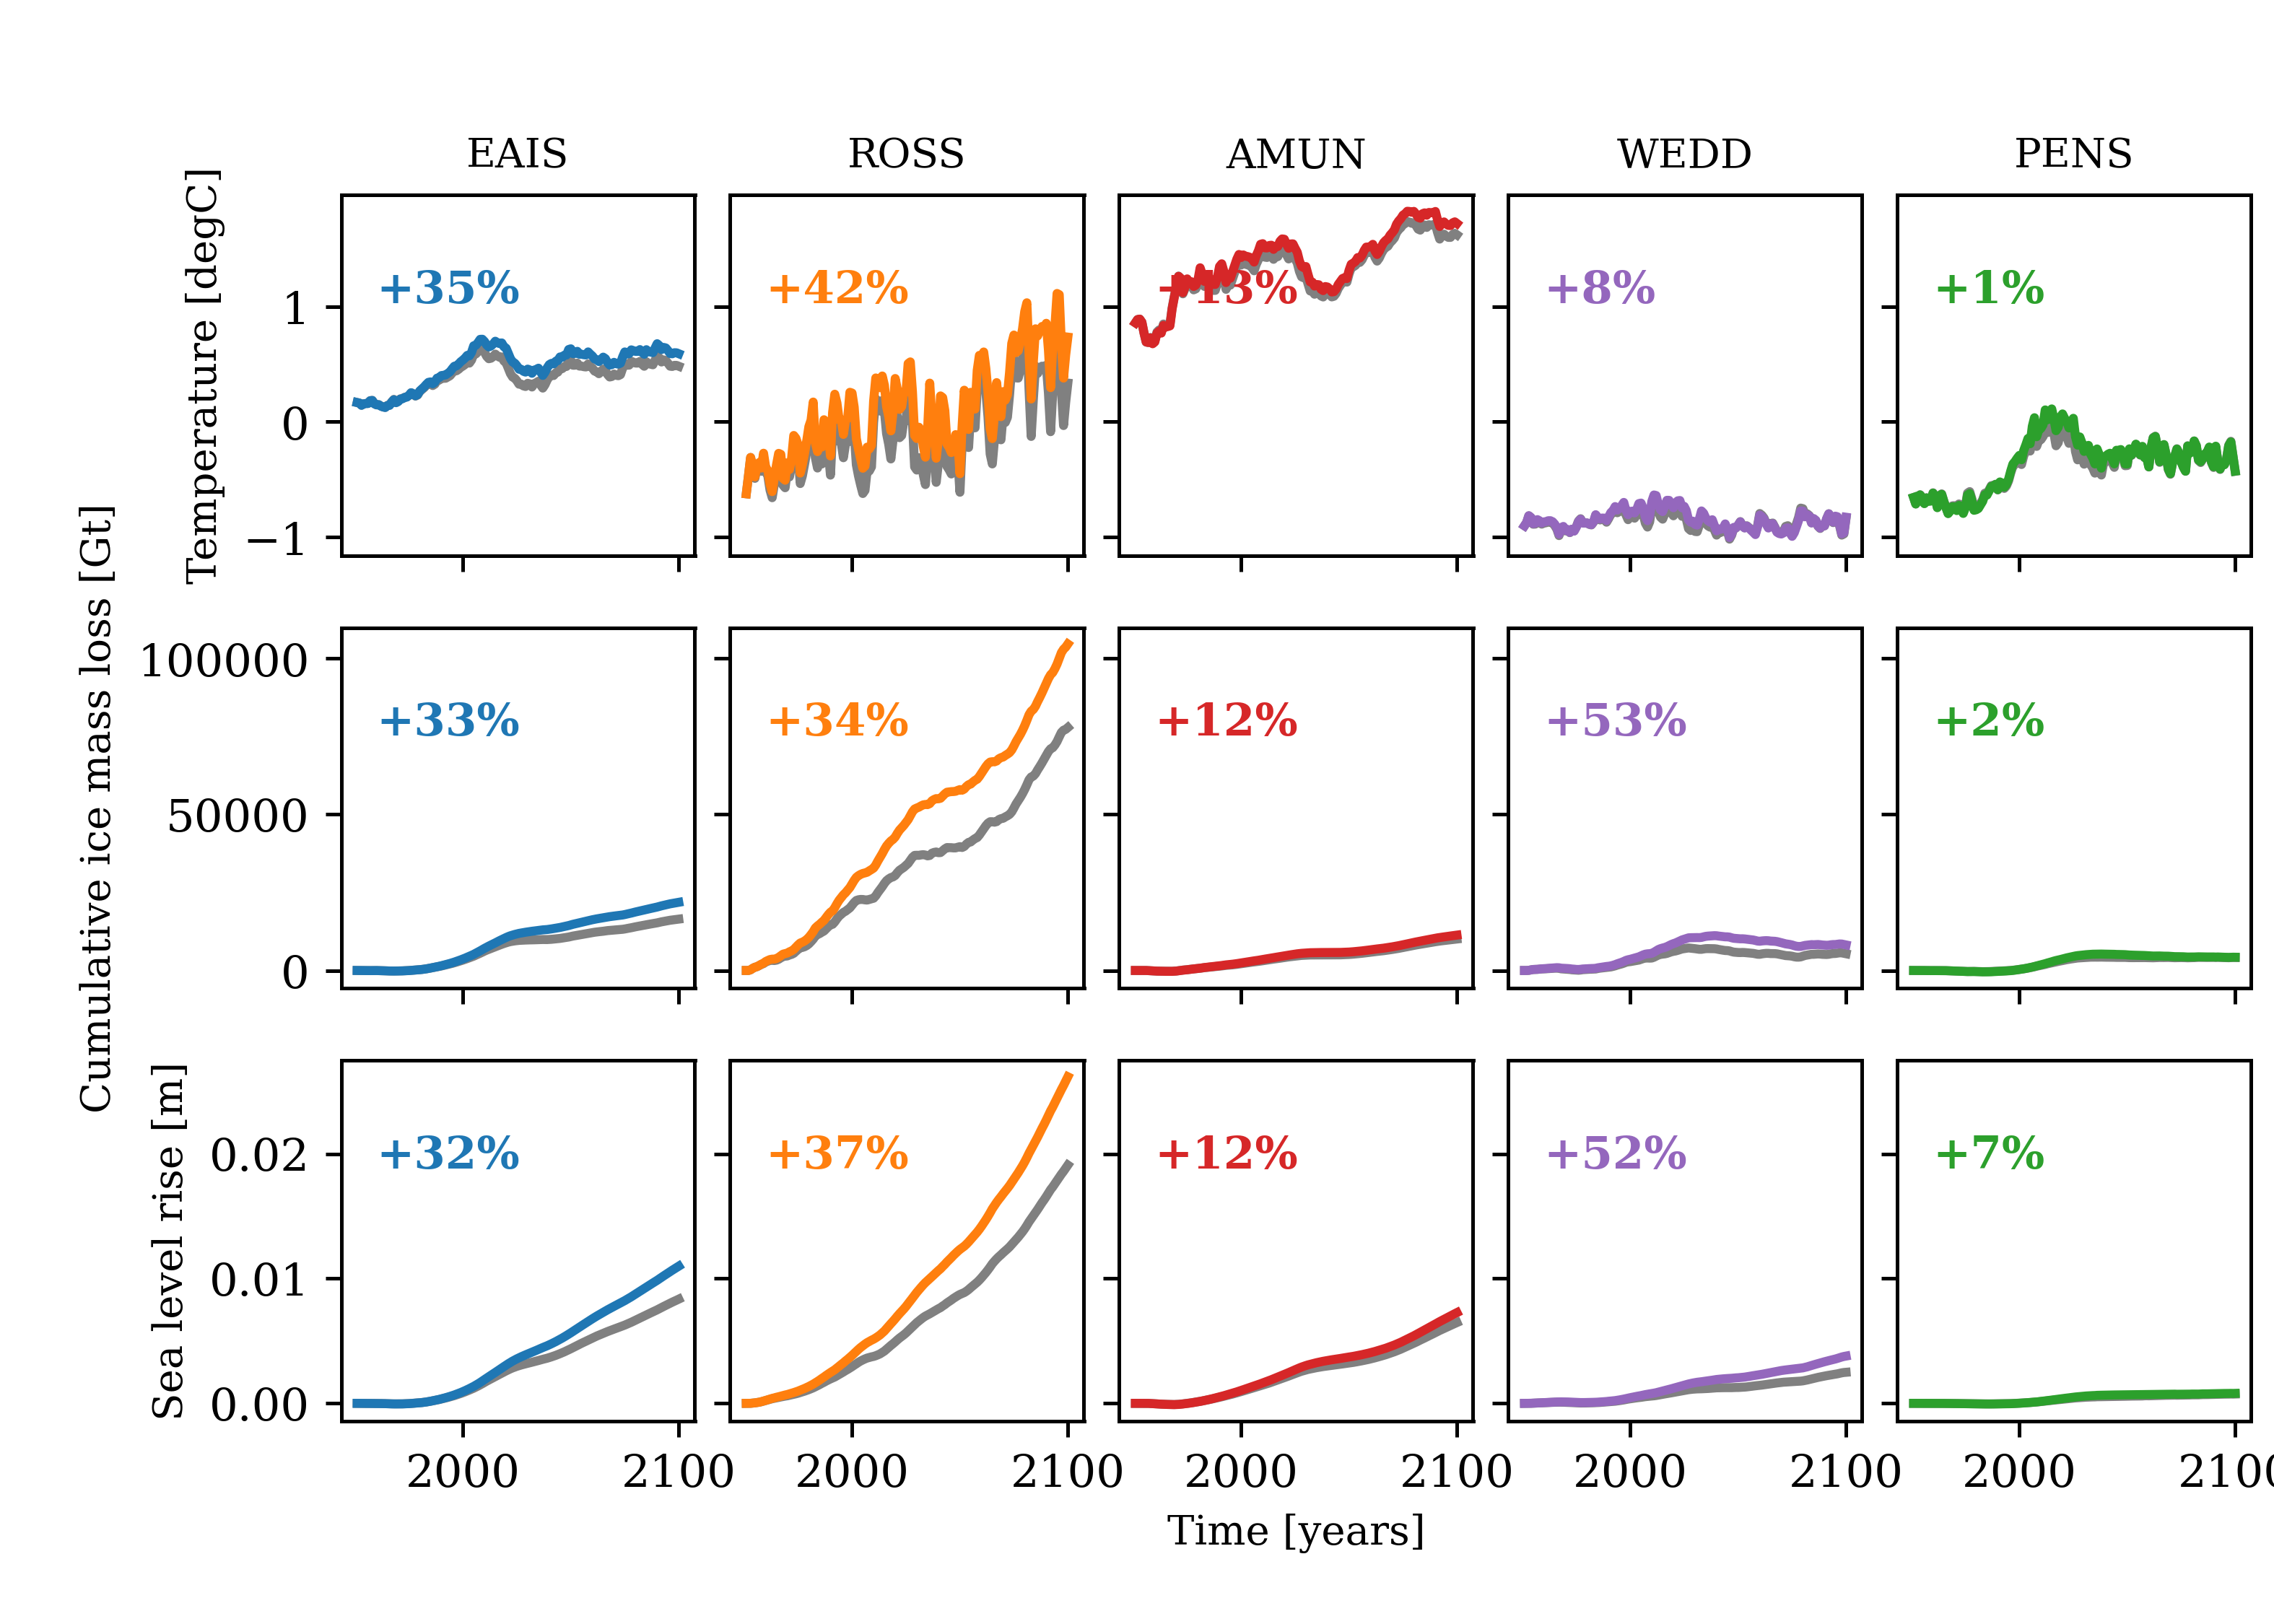 EAIS ROSS AMUN WEDD PENS
Temperature [degC]
1
0
−1
+35% +42% +13% +8% +1%
Cumulative ice mass loss [Gt]
100000
50000
0
+33% +34% +12% +53% +2%
Sea level rise [m]
0.02
0.01
0.00
+32% +37% +12% +52% +7%
2000 2100 2000 2100 2000 2100 2000 2100 2000 2100
Time [years]